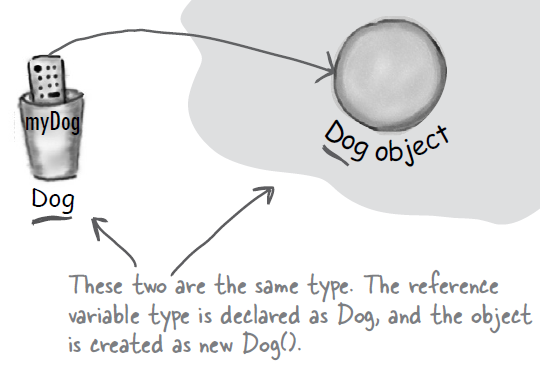 myDog
Dog
Dog object
These two are the same type. The reference
variable type is declared as Dog, and the object
is created as new Dog().